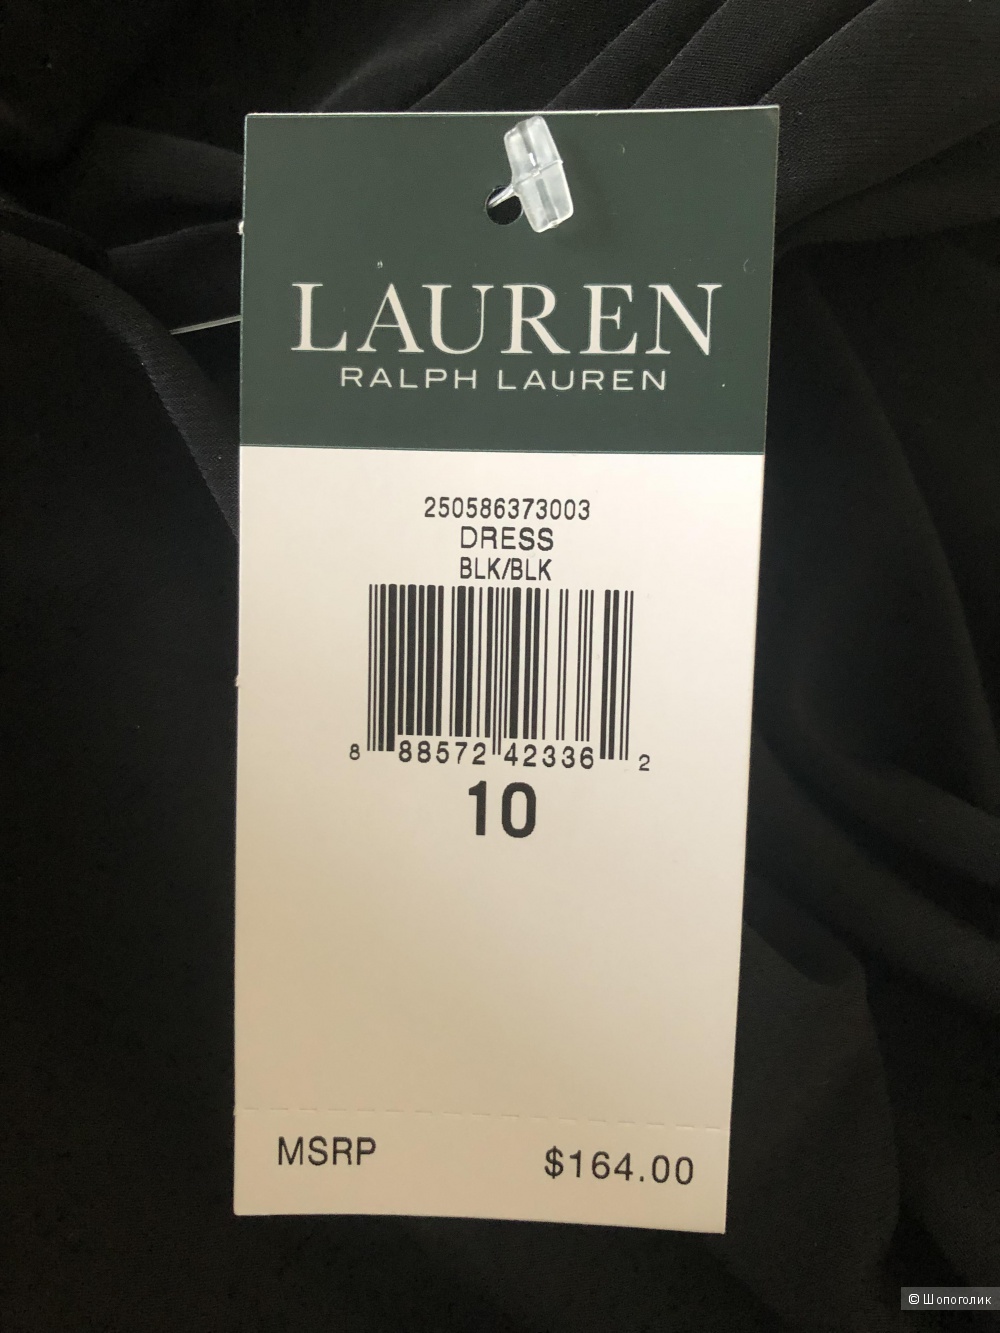 LAUREN
RALPH LAUREN
250586373003
DRESS
BLK/BLK
8 88572 42336 2
10
MSRP $164.00
© Шопоголик